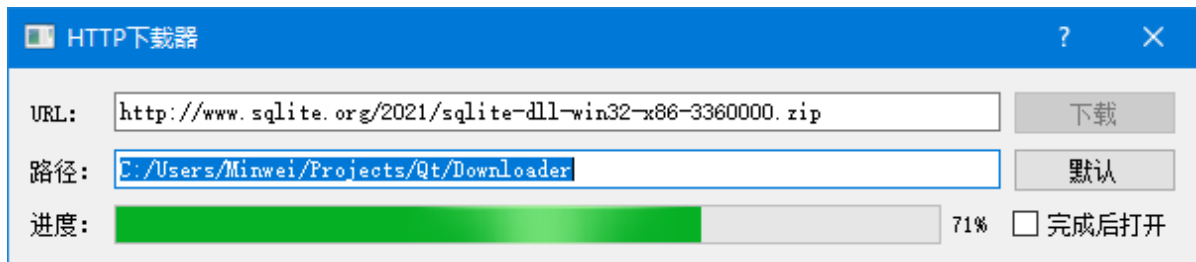 HTTP下载器 ?
URL: http://www.sqlite.org/2021/sqlite-dll-win32-x86-3360000.zip 下载
路径: C:/Users/Minwei/Projects/Qt/Downloader 默认
进度: 71% 完成后打开